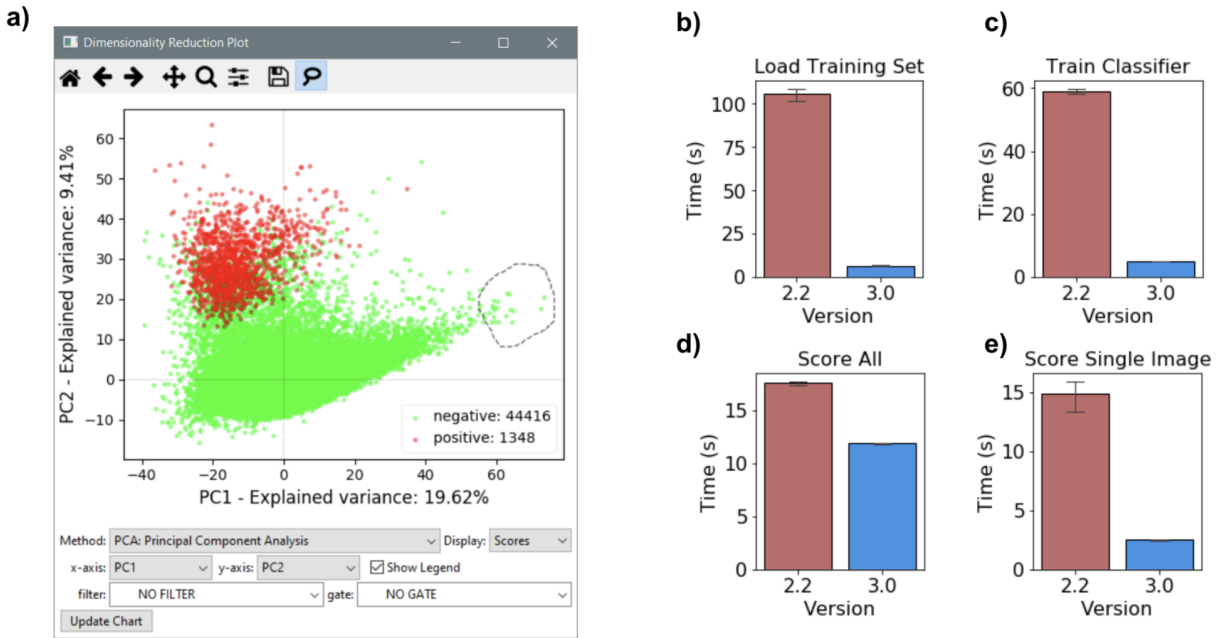 a)
Dimensionality Reduction Plot
PC2 - Explained variance: 9.41%
60
50
40
30
20
10
0
−10
negative: 44416
positive: 1348
−40 −20 0 20 40 60
PC1 - Explained variance: 19.62%
Method: PCA: Principal Component Analysis Display: Scores
x-axis: PC1 y-axis: PC2 Show Legend
filter: NO FILTER gate: NO GATE
Update Chart
b)
Load Training Set
Time (s)
100
75
50
25
0
2.2 3.0
Version
c)
Train Classifier
Time (s)
60
40
20
0
2.2 3.0
Version
d)
Score All
Time (s)
15
10
5
0
2.2 3.0
Version
e)
Score Single Image
Time (s)
15
10
5
0
2.2 3.0
Version